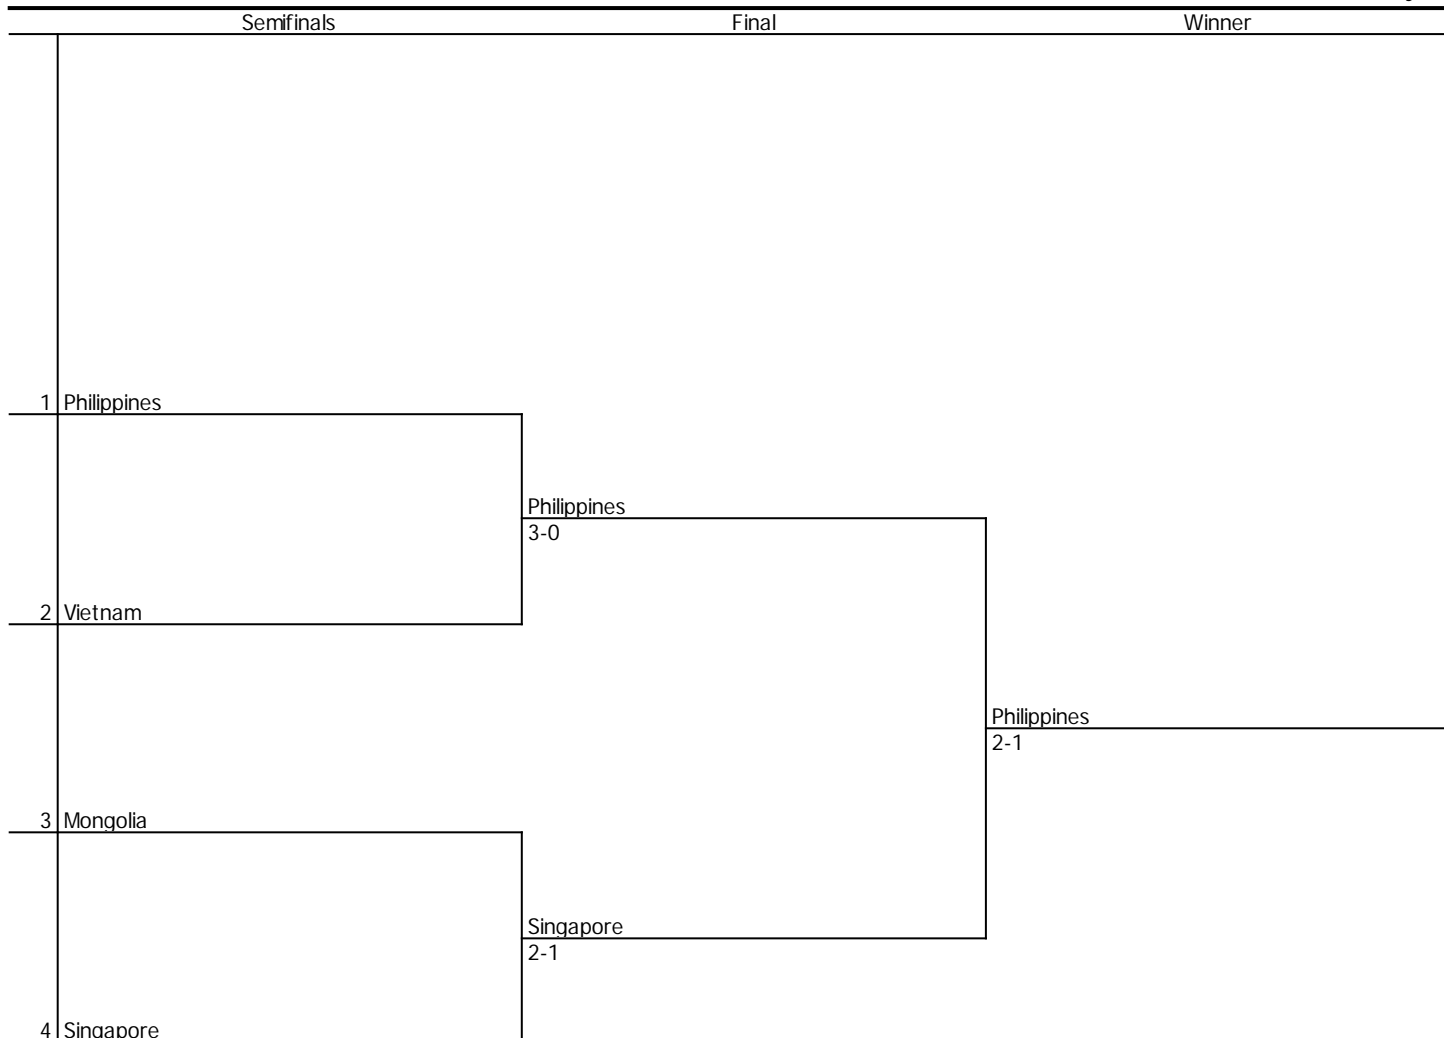 Semifinals Final Winner
1 Philippines
Philippines
3-0
2 Vietnam
Philippines
2-1
3 Mongolia
Singapore
2-1
4 Singapore